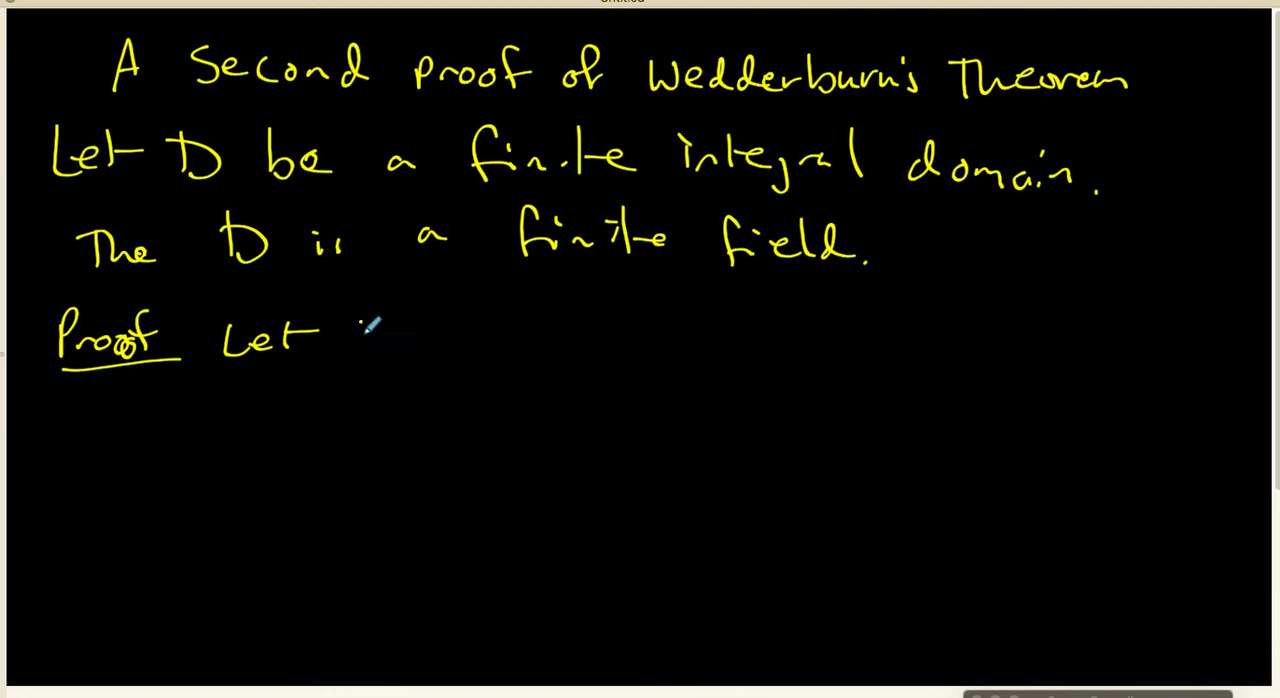 A Second Proof of Wedderburn's Theorem
Let D be a finite integral domain.
The D is a finite field.
Proof Let